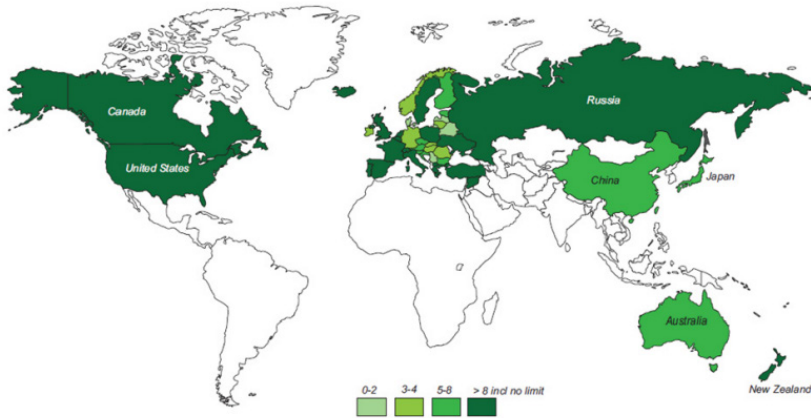 Canada
Russia
United States
China
Japan
Australia
New Zealand
0-2
3-4
5-8
> 8 incl no limit